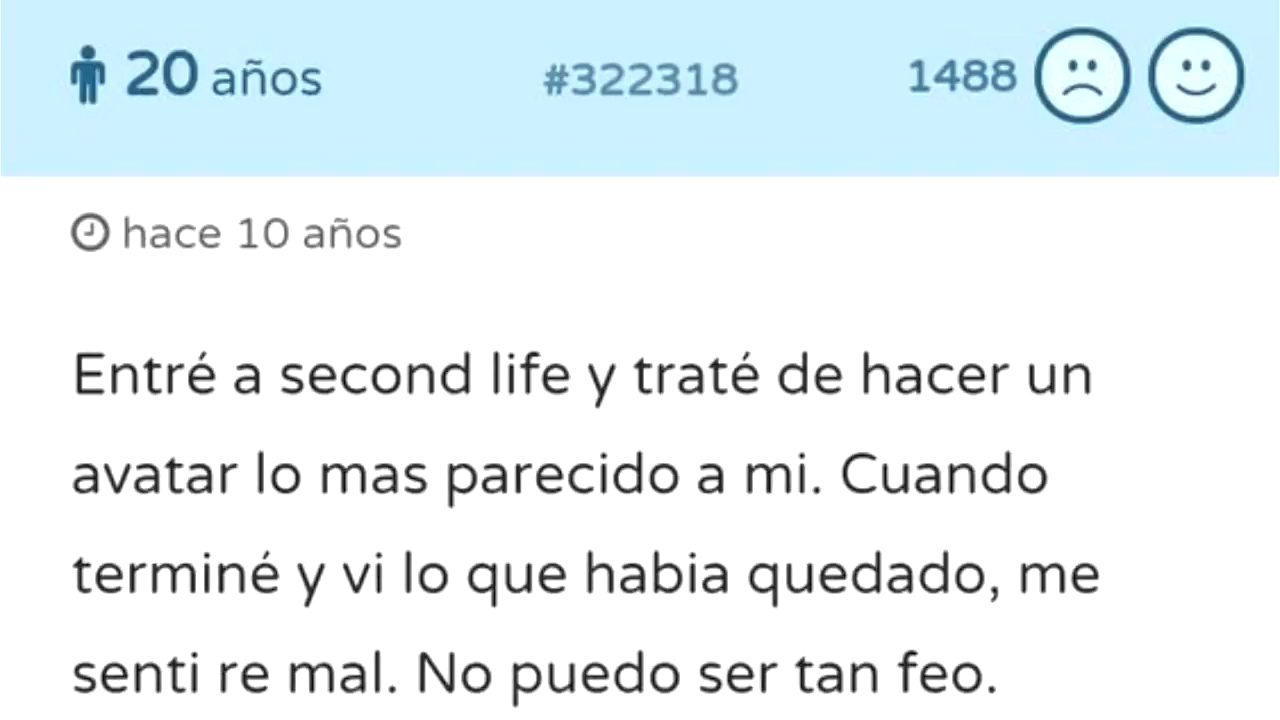 20 años #322318 1488
hace 10 años
Entré a second life y traté de hacer un
avatar lo mas parecido a mi. Cuando
terminé y vi lo que habia quedado, me
senti re mal. No puedo ser tan feo.